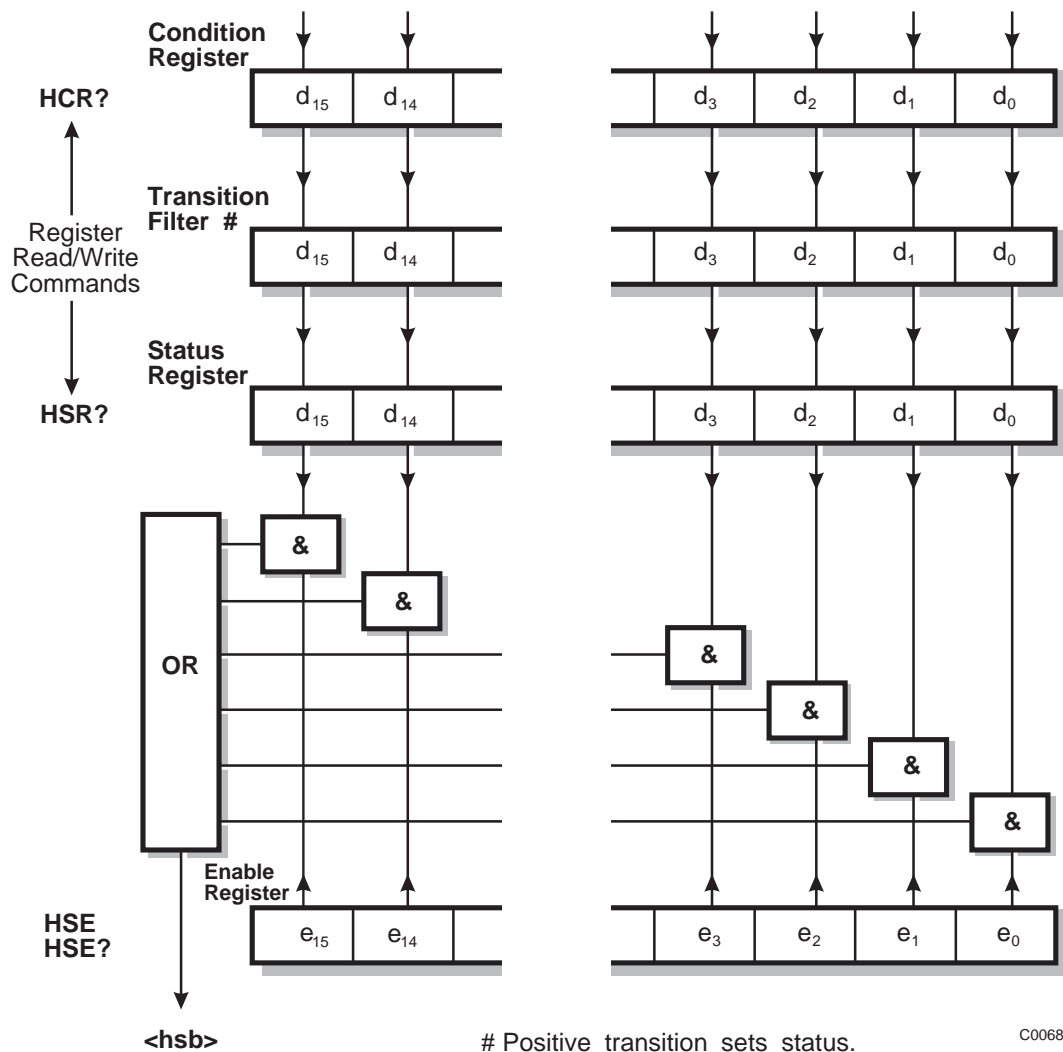 Condition
Register
HCR?
d15 d14 d3 d2 d1 d0
Transition
Filter #
Register
Read/Write
Commands
d15 d14 d3 d2 d1 d0
Status
Register
HSR?
d15 d14 d3 d2 d1 d0
&
&
OR
&
&
&
&
Enable
Register
HSE
HSE?
e15 e14 e3 e2 e1 e0
<hsb>
# Positive transition sets status.
C0068